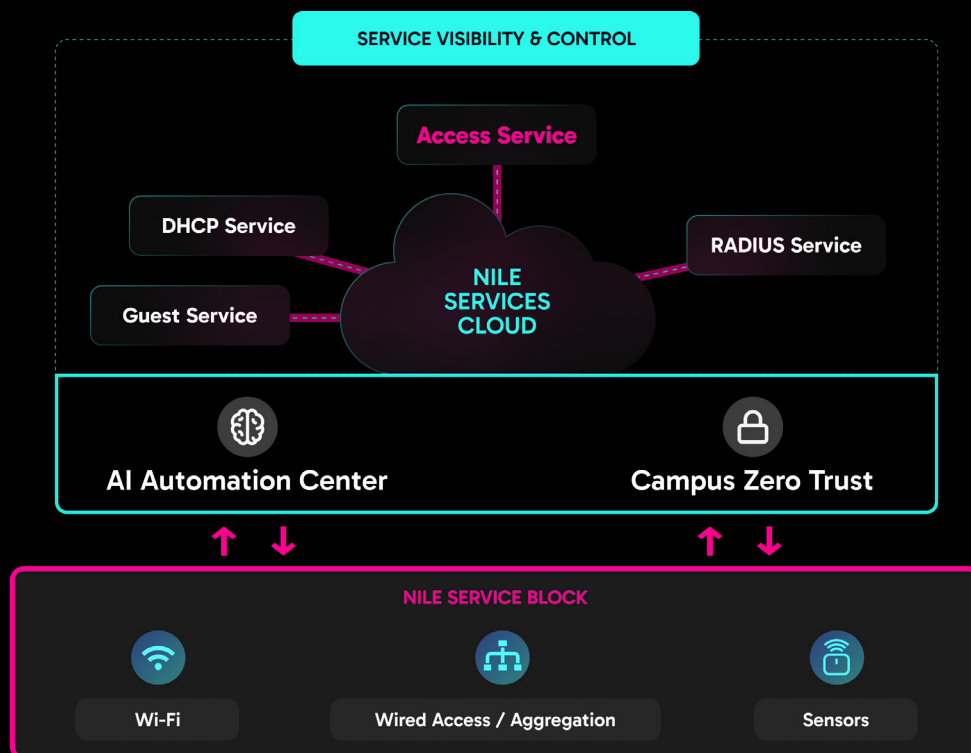 SERVICE VISIBILITY & CONTROL
Access Service
DHCP Service
RADIUS Service
Guest Service
NILE
SERVICES
CLOUD
AI Automation Center
Campus Zero Trust
NILE SERVICE BLOCK
Wi-Fi
Wired Access / Aggregation
Sensors